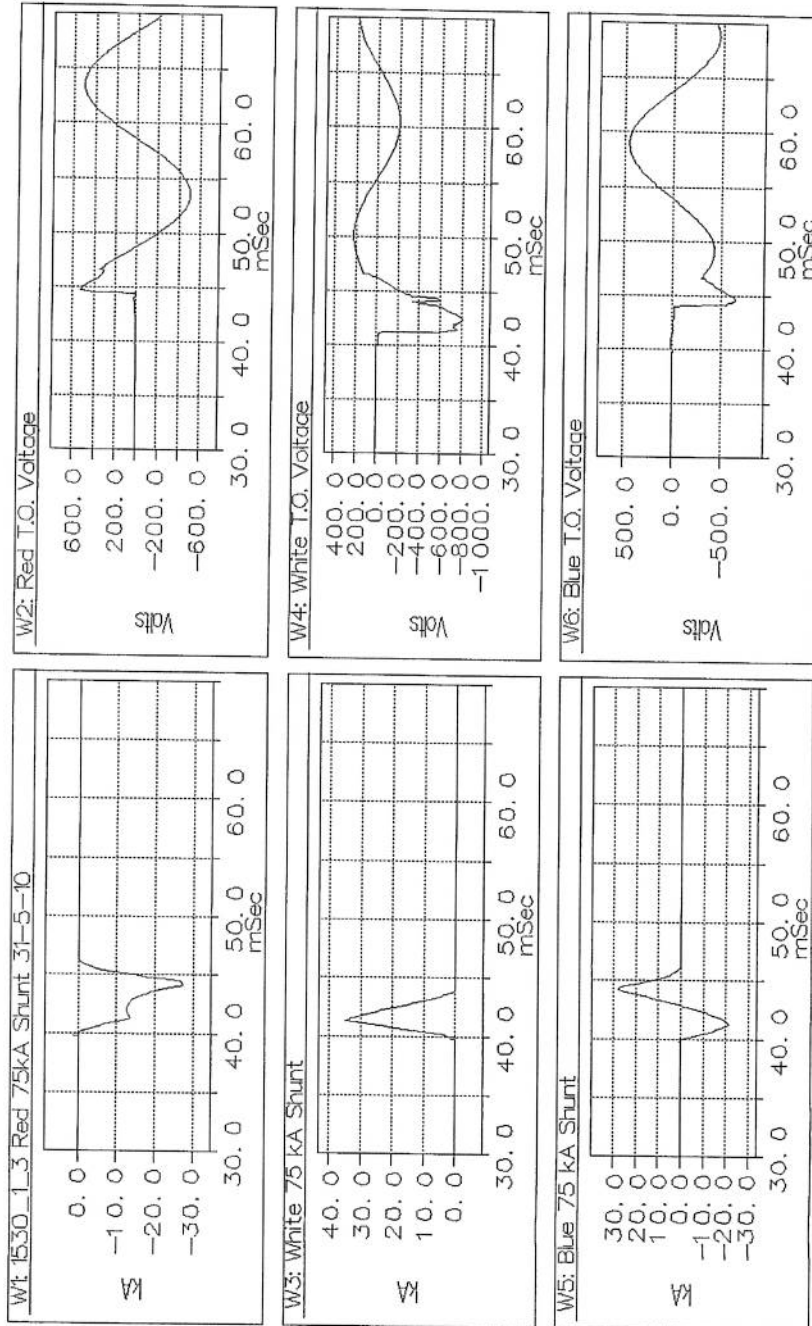 W1: 1530_1_3 Red 75kA Shunt 31-5-10
kA
0. 0
-10. 0
-20. 0
-30. 0
30. 0
40. 0
50. 0
60. 0
mSec
W2: Red T.O. Voltage
Volts
600. 0
200. 0
-200. 0
-600. 0
30. 0
40. 0
50. 0
60. 0
mSec
W3: White 75 kA Shunt
kA
40. 0
30. 0
20. 0
10. 0
0. 0
30. 0
40. 0
50. 0
60. 0
mSec
W4: White T.O. Voltage
Volts
400. 0
200. 0
0. 0
-200. 0
-400. 0
-600. 0
-800. 0
-1 000. 0
30. 0
40. 0
50. 0
60. 0
mSec
W5: Blue 75 kA Shunt
kA
30. 0
20. 0
10. 0
0. 0
-10. 0
-20. 0
-30. 0
30. 0
40. 0
50. 0
60. 0
mSec
W6: Blue T.O. Voltage
Volts
500. 0
0. 0
-500. 0
30. 0
40. 0
50. 0
60. 0
mSec